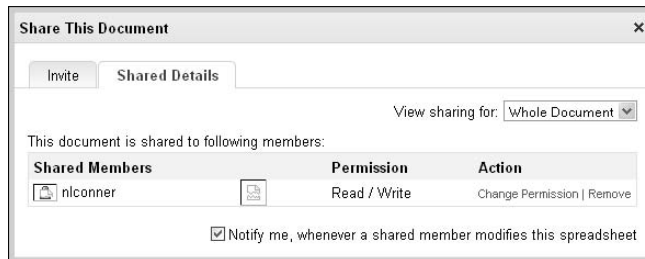 Share This Document
Invite Shared Details
View sharing for: Whole Document
This document is shared to following members:
Shared Members Permission Action
nlconner Read / Write Change Permission | Remove
Notify me, whenever a shared member modifies this spreadsheet